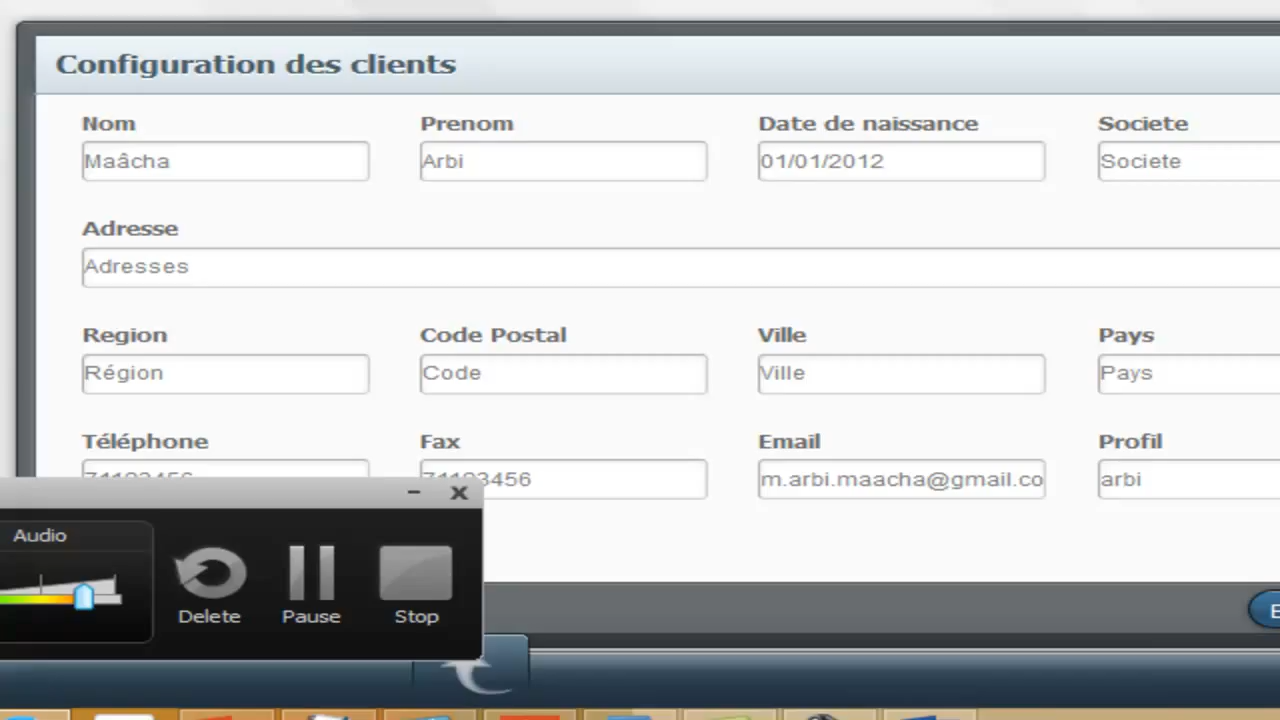 Configuration des clients
Nom Prenom Date de naissance Societe
Maâcha Arbi 01/01/2012 Societe
Adresse
Adresses
Region Code Postal Ville Pays
Région Code Ville Pays
Téléphone Fax Email Profil
71123456 71123456 m.arbi.maacha@gmail.co arbi
Audio
Delete Pause Stop